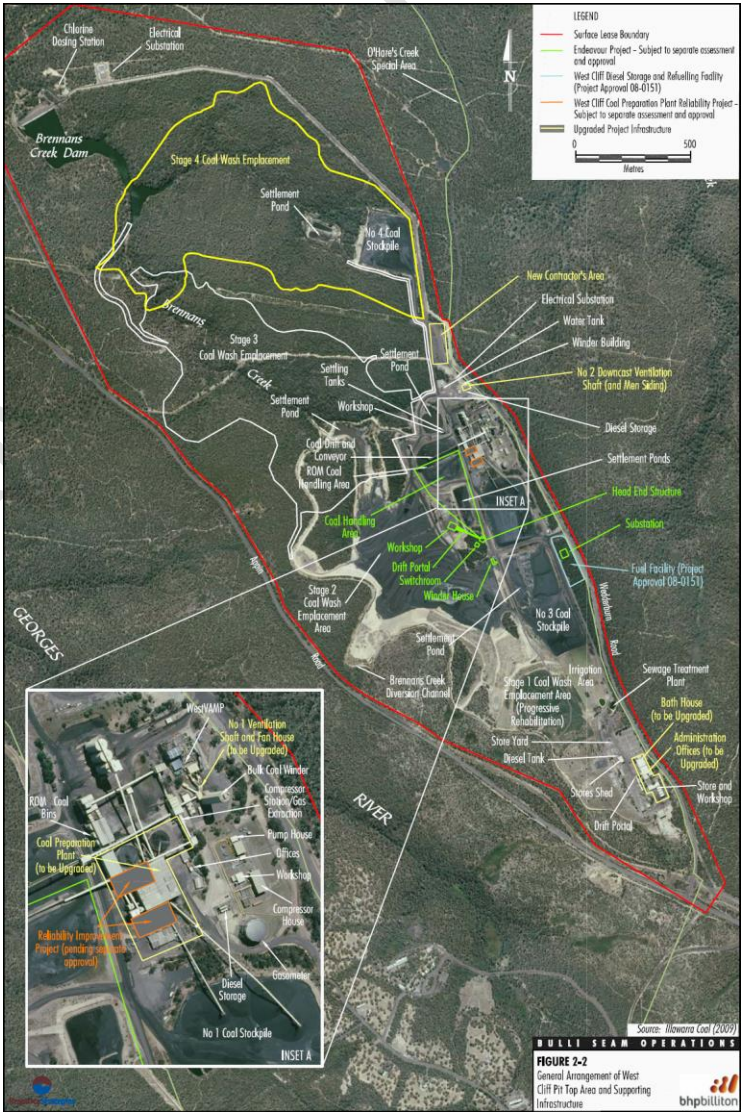 LEGEND
Surface Lease Boundary
Endeavour Project – Subject to separate assessment
and approval
West Cliff Diesel Storage and Refuelling Facility
(Project Approval 08-0151)
West Cliff Coal Preparation Plant Reliability Project –
Subject to separate assessment and approval
Upgraded Project Infrastructure
0 500
Metres
N
Chlorine
Dosing Station
Electrical
Substation
O'Hare's Creek
Special Area
Brennans
Creek Dam
Stage 4 Coal Wash Emplacement
Settlement
Pond
No 4 Coal
Stockpile
New Contractor's Area
Electrical Substation
Water Tank
Winder Building
No 2 Downcast Ventilation
Shaft (and Men Siding)
Brennans
Creek
Stage 3
Coal Wash Emplacement
Settlement
Pond
Settling
Tanks
Settlement
Pond
Workshop
Diesel Storage
Coal Drift and
Conveyor
ROM Coal
Handling Area
Settlement Ponds
INSET A
Head End Structure
Coal Handling
Area
Substation
Workshop
Drift Portal
Switchroom
Winder House
Fuel Facility (Project
Approval 08-0151)
Stage 2
Coal Wash
Emplacement
Area
No 3 Coal
Stockpile
Wedderburn
Road
Appin
Road
GEORGES
RIVER
Settlement
Pond
Brennans Creek
Diversion Channel
Stage 1 Coal Wash
Emplacement Area
(Progressive
Rehabilitation)
Irrigation
Area
Sewage Treatment
Plant
Bath House
(to be Upgraded)
Administration
Offices (to be
Upgraded)
Store Yard
Diesel Tank
Stores Shed
Store and
Workshop
Drift Portal
WestVAMP
No 1 Ventilation
Shaft and Fan House
(to be Upgraded)
Bulk Coal Winder
Compressor
Station/Gas
Extraction
ROM Coal
Bins
Pump House
Coal Preparation
Plant
(to be Upgraded)
Offices
Workshop
Compressor
House
Reliability Improvement
Project (pending separate
approval)
Diesel
Storage
Gasometer
No 1 Coal Stockpile
INSET A
Source: Illawarra Coal (2009)
BULLI SEAM OPERATIONS
FIGURE 2-2
General Arrangement of West
Cliff Pit Top Area and Supporting
Infrastructure
bhpbilliton